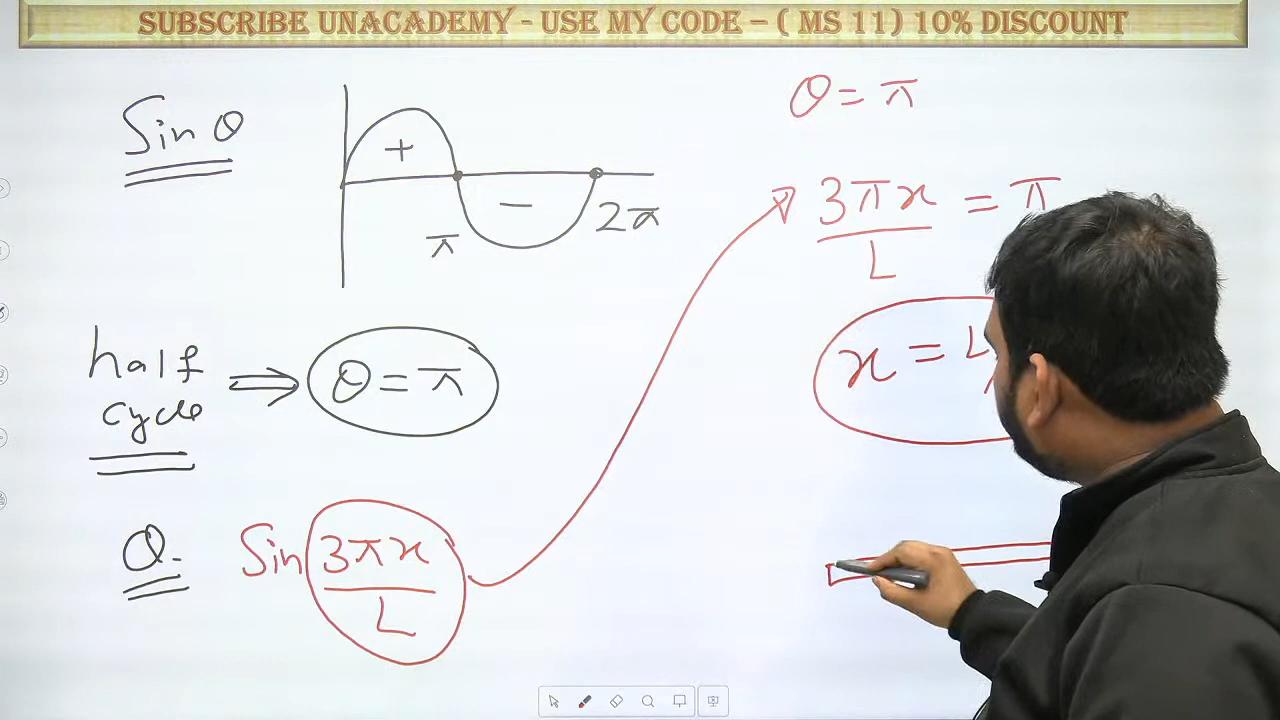 SUBSCRIBE UNACADEMY - USE MY CODE – ( MS 11) 10% DISCOUNT
Sin θ
+
−
π
2π
half cycle ⇒ θ = π
Q. Sin 3πx/L
θ = π
3πx/L = π
x = L